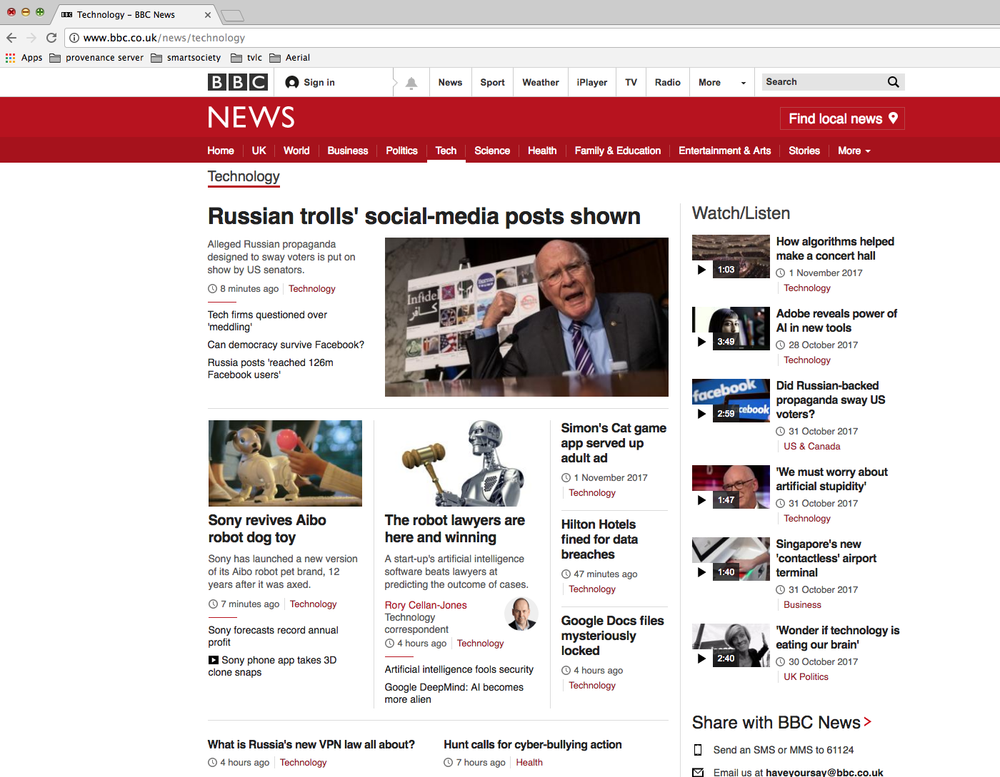 Technology – BBC News
www.bbc.co.uk/news/technology
Apps provenance server smartsociety tvlc Aerial
BBC Sign in News Sport Weather iPlayer TV Radio More Search
NEWS
Find local news
Home UK World Business Politics Tech Science Health Family & Education Entertainment & Arts Stories More
Technology
Russian trolls' social-media posts shown
Alleged Russian propaganda
designed to sway voters is put on
show by US senators.
8 minutes ago Technology
Tech firms questioned over
'meddling'
Can democracy survive Facebook?
Russia posts 'reached 126m
Facebook users'
Infidel
كافر
Sony revives Aibo
robot dog toy
Sony has launched a new version
of its Aibo robot pet brand, 12
years after it was axed.
7 minutes ago Technology
Sony forecasts record annual
profit
Sony phone app takes 3D
clone snaps
The robot lawyers are
here and winning
A start-up's artificial intelligence
software beats lawyers at
predicting the outcome of cases.
Rory Cellan-Jones
Technology
correspondent
4 hours ago Technology
Artificial intelligence fools security
Google DeepMind: AI becomes
more alien
Simon's Cat game
app served up
adult ad
1 November 2017
Technology
Hilton Hotels
fined for data
breaches
47 minutes ago
Technology
Google Docs files
mysteriously
locked
4 hours ago
Technology
What is Russia's new VPN law all about?
4 hours ago Technology
Hunt calls for cyber-bullying action
7 hours ago Health
Watch/Listen
1:03
How algorithms helped
make a concert hall
1 November 2017
Technology
3:49
Adobe reveals power of
AI in new tools
28 October 2017
Technology
facebook
cebook
2:59
Did Russian-backed
propaganda sway US
voters?
31 October 2017
US & Canada
1:47
'We must worry about
artificial stupidity'
31 October 2017
Technology
1:40
Singapore's new
'contactless' airport
terminal
31 October 2017
Business
2:40
'Wonder if technology is
eating our brain'
30 October 2017
UK Politics
Share with BBC News
Send an SMS or MMS to 61124
Email us at haveyoursay@bbc.co.uk